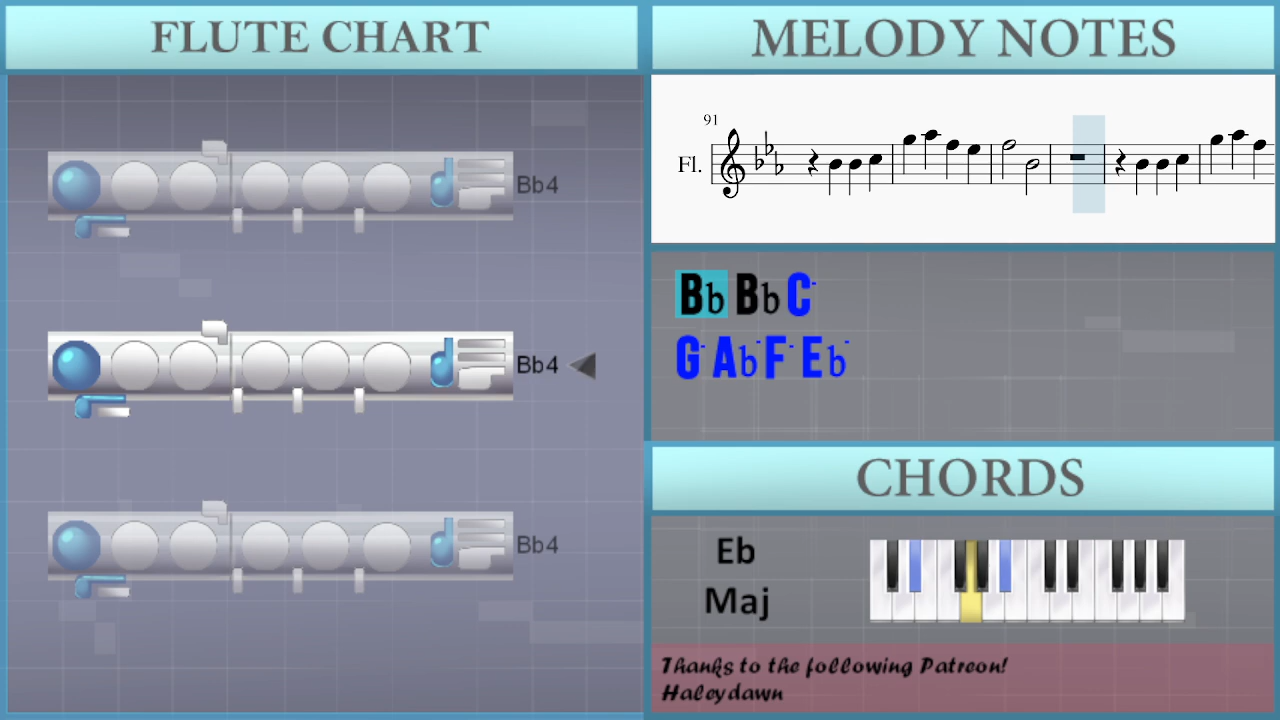 FLUTE CHART
Bb4
Bb4
Bb4
MELODY NOTES
91
Fl.
Bb Bb C
G Ab F Eb
CHORDS
Eb
Maj
Thanks to the following Patreon!
Haleydawn